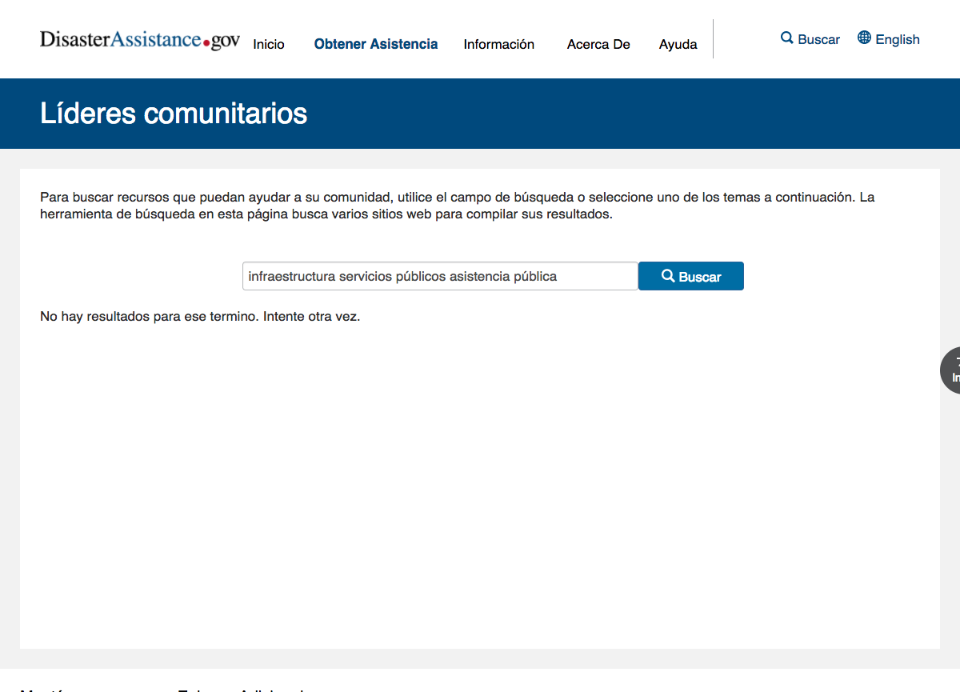 DisasterAssistance.gov Inicio Obtener Asistencia Información Acerca De Ayuda Buscar English
Líderes comunitarios
Para buscar recursos que puedan ayudar a su comunidad, utilice el campo de búsqueda o seleccione uno de los temas a continuación. La
herramienta de búsqueda en esta página busca varios sitios web para compilar sus resultados.
infraestructura servicios públicos asistencia pública Buscar
No hay resultados para ese termino. Intente otra vez.